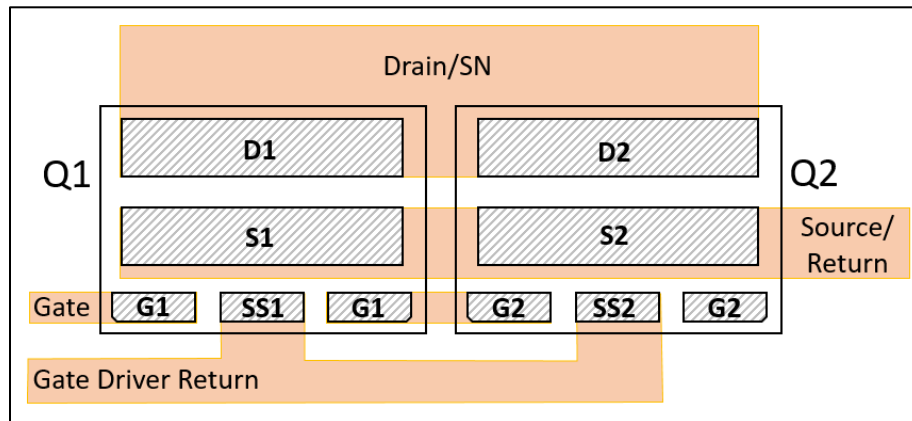 Drain/SN
D1
D2
Q1
Q2
S1
S2
Source/
Return
Gate
G1
SS1
G1
G2
SS2
G2
Gate Driver Return